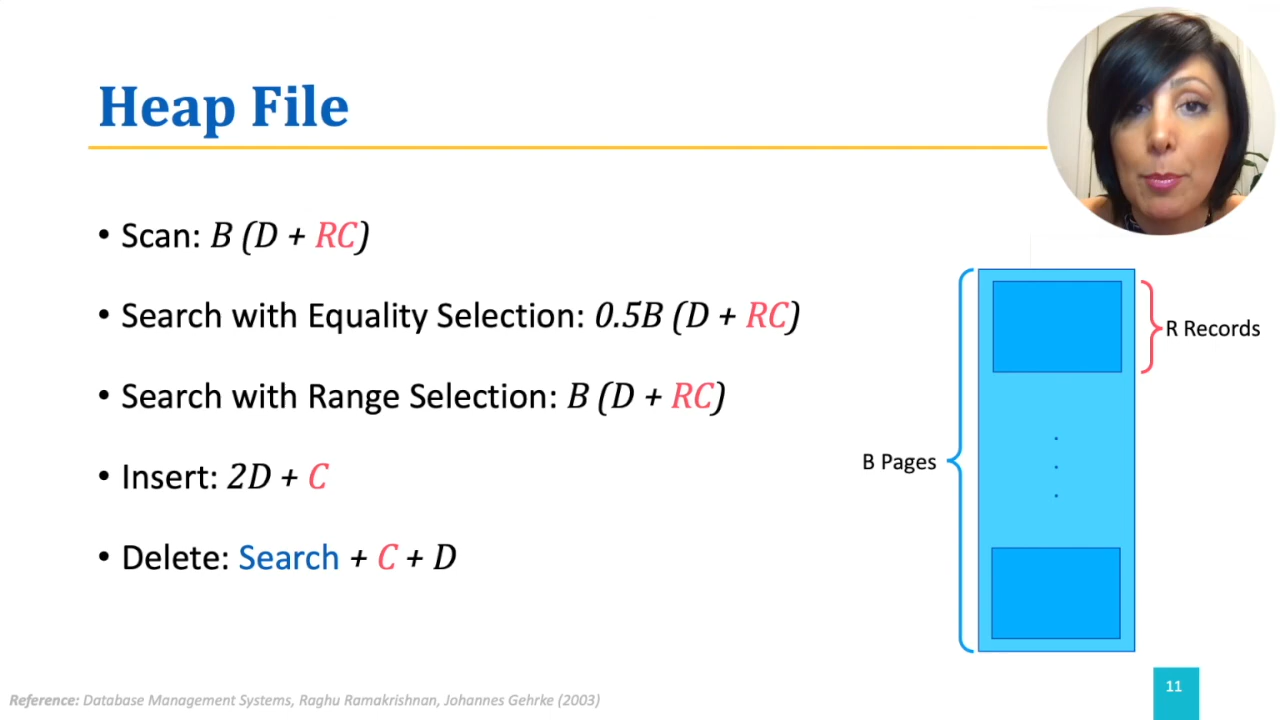 Heap File
• Scan: B (D + RC)
• Search with Equality Selection: 0.5B (D + RC)
• Search with Range Selection: B (D + RC)
• Insert: 2D + C
• Delete: Search + C + D
R Records
B Pages
Reference: Database Management Systems, Raghu Ramakrishnan, Johannes Gehrke (2003)
11